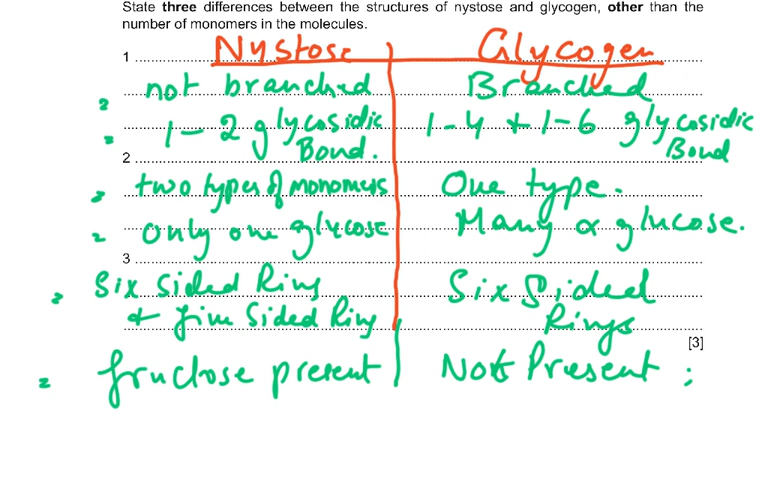 State three differences between the structures of nystose and glycogen, other than the
number of monomers in the molecules.
1 Nystose Glycogen
not branched Branched
1-2 glycosidic Bond. 1-4 + 1-6 glycosidic Bond
2
two types of monomers One type.
only one glycose Many α glucose.
3
Six sided Ring Six Sided
+ five Sided Ring Rings
[3]
fructose present Not Present ;